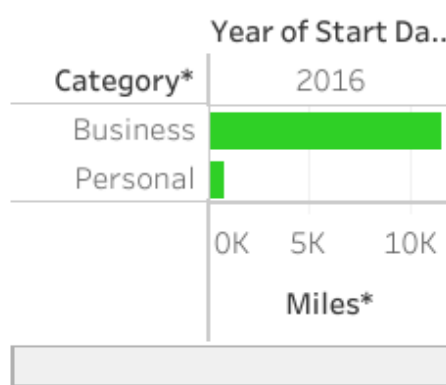 Year of Start Da..
Category* 2016
Business
Personal
0K 5K 10K
Miles*